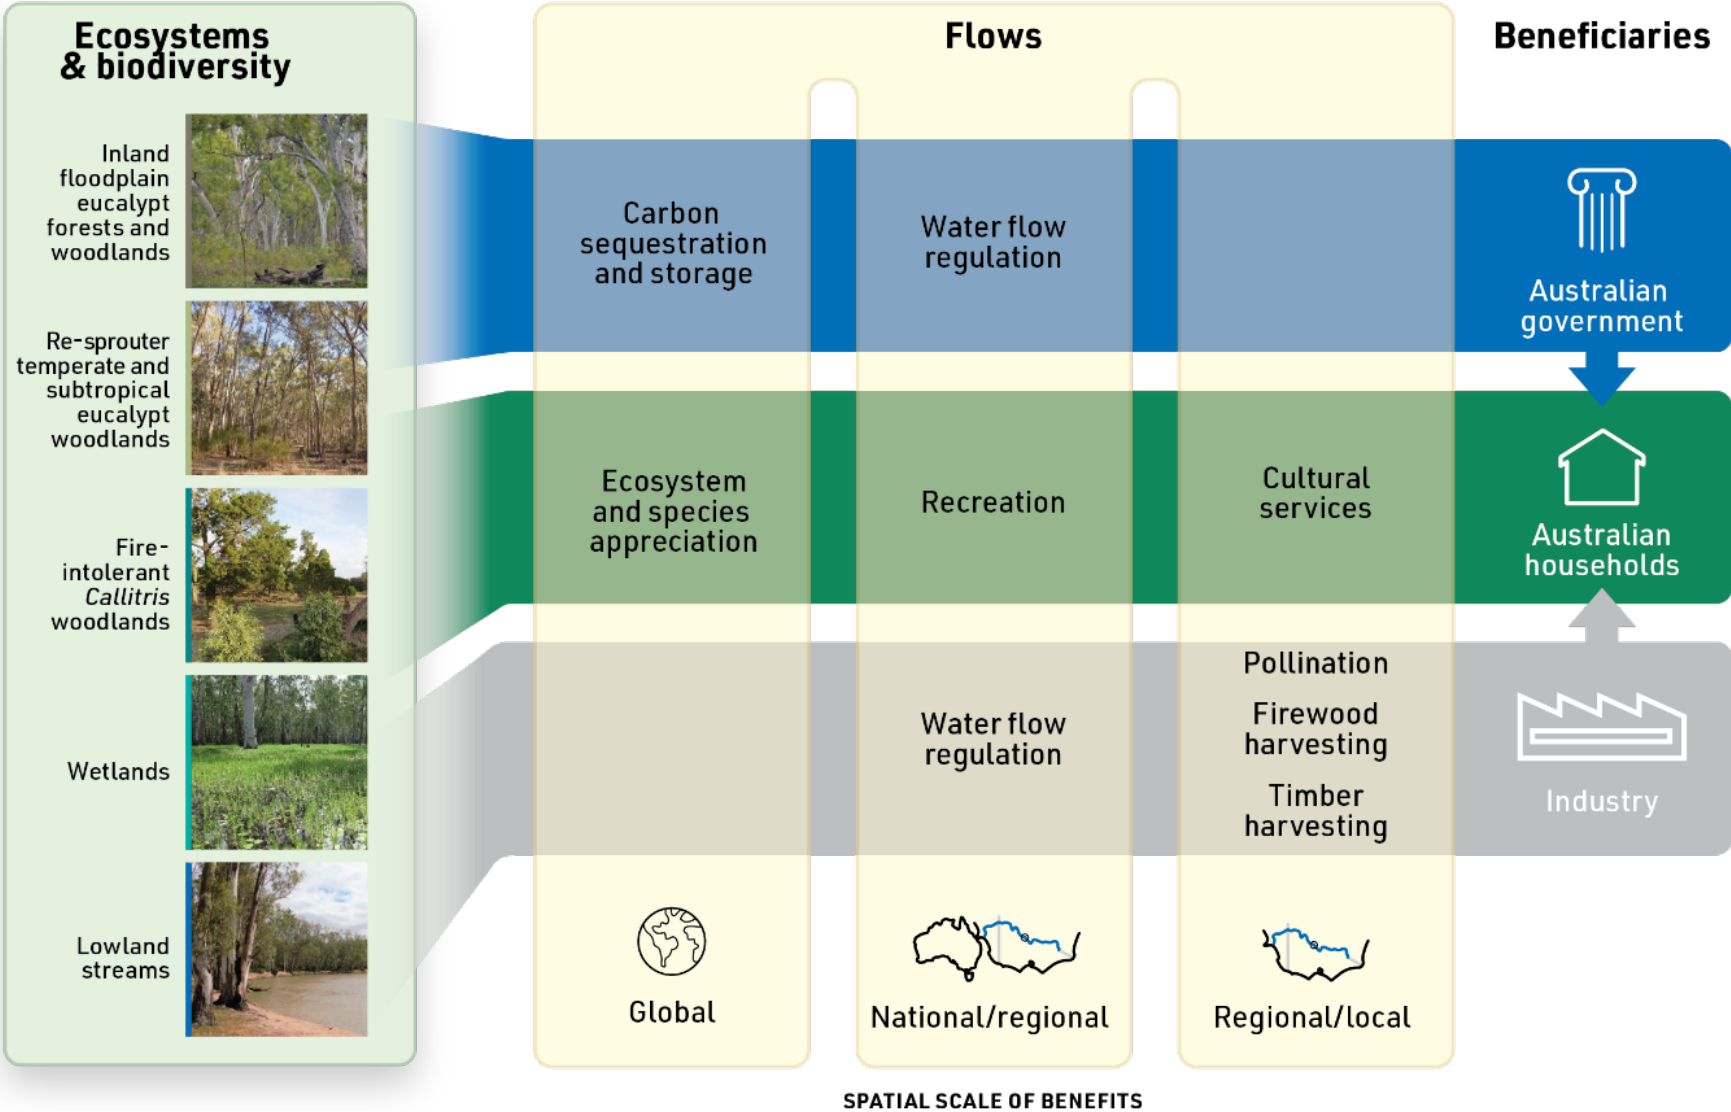 Ecosystems
& biodiversity
Inland
floodplain
eucalypt
forests and
woodlands
Re-sprouter
temperate and
subtropical
eucalypt
woodlands
Fire-
intolerant
Callitris
woodlands
Wetlands
Lowland
streams
Flows
Beneficiaries
Carbon
sequestration
and storage
Water flow
regulation
Australian
government
Ecosystem
and species
appreciation
Recreation
Cultural
services
Australian
households
Water flow
regulation
Pollination
Firewood
harvesting
Timber
harvesting
Industry
Global
National/regional
Regional/local
SPATIAL SCALE OF BENEFITS